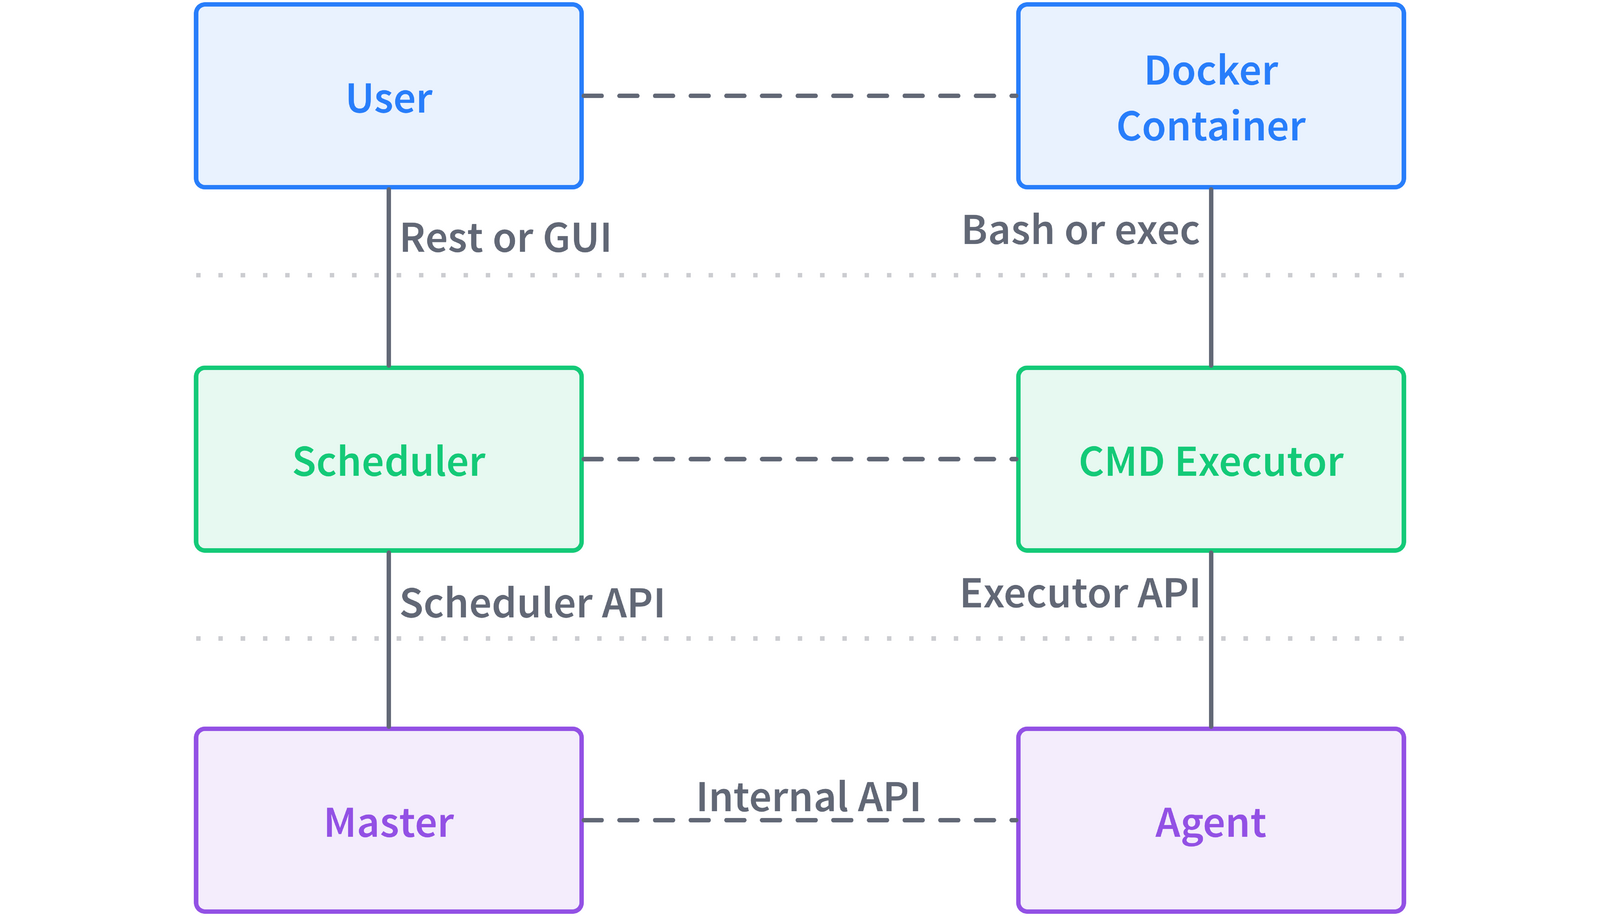 User
Docker
Container
Rest or GUI
Bash or exec
Scheduler
CMD Executor
Scheduler API
Executor API
Master
Internal API
Agent